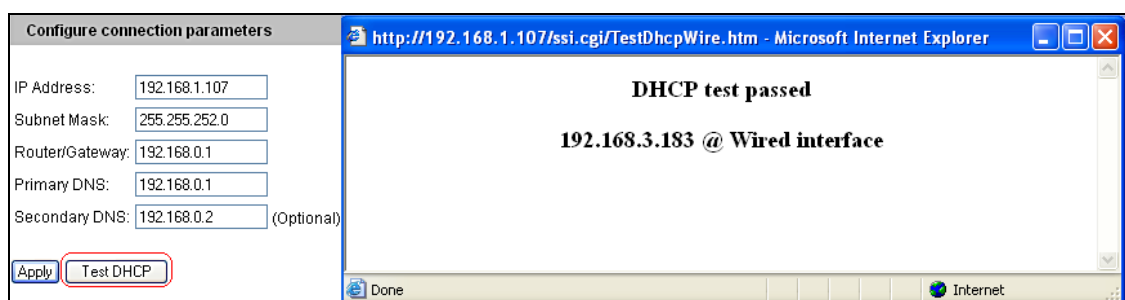 Configure connection parameters
IP Address: 192.168.1.107
Subnet Mask: 255.255.252.0
Router/Gateway: 192.168.0.1
Primary DNS: 192.168.0.1
Secondary DNS: 192.168.0.2 (Optional)
Apply Test DHCP
http://192.168.1.107/ssi.cgi/TestDhcpWire.htm - Microsoft Internet Explorer
DHCP test passed
192.168.3.183 @ Wired interface
Done Internet